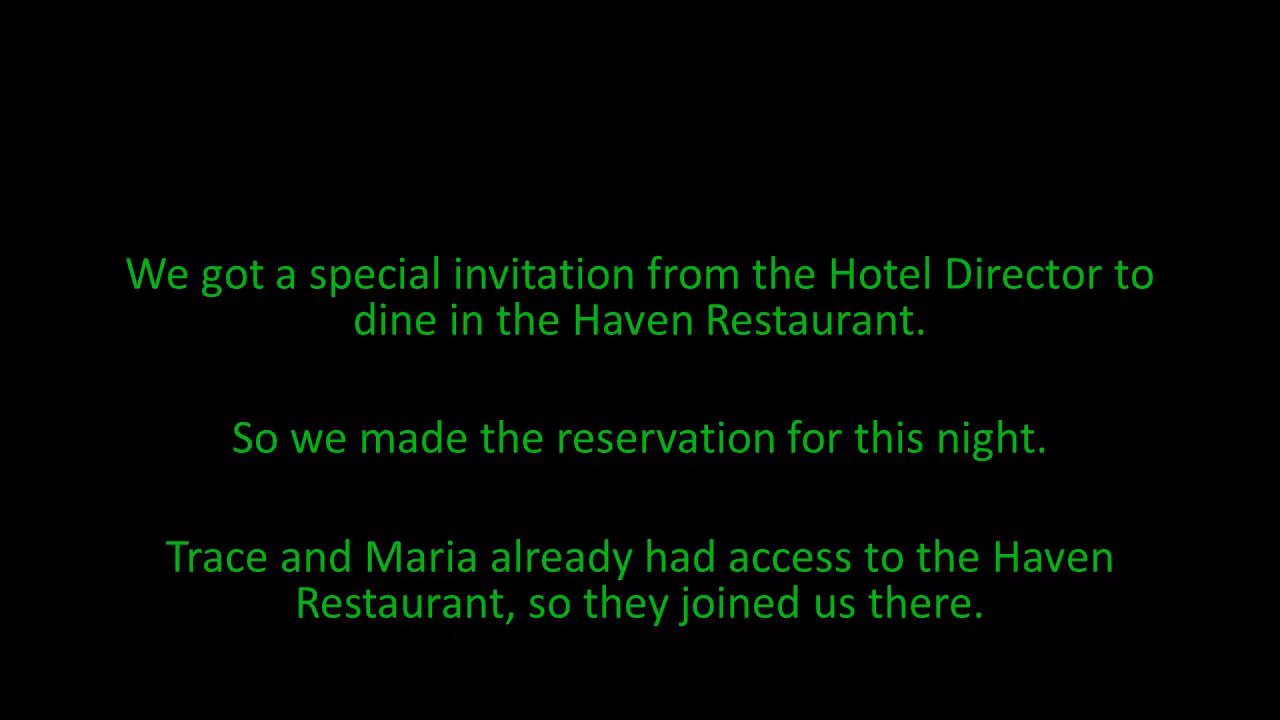 We got a special invitation from the Hotel Director to
dine in the Haven Restaurant.
So we made the reservation for this night.
Trace and Maria already had access to the Haven
Restaurant, so they joined us there.